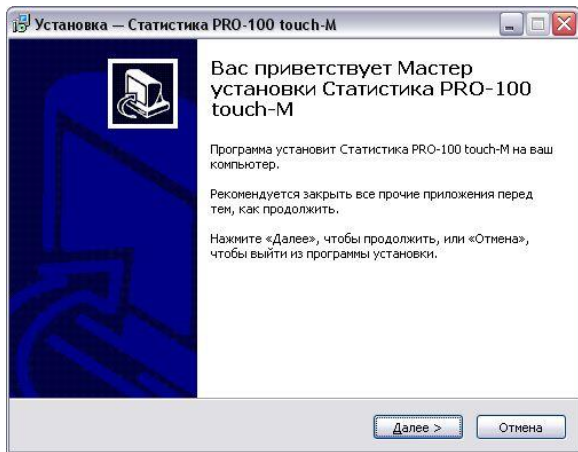 Установка — Статистика PRO-100 touch-M
Вас приветствует Мастер
установки Статистика PRO-100
touch-M
Программа установит Статистика PRO-100 touch-M на ваш
компьютер.
Рекомендуется закрыть все прочие приложения перед
тем, как продолжить.
Нажмите «Далее», чтобы продолжить, или «Отмена»,
чтобы выйти из программы установки.
Далее >
Отмена